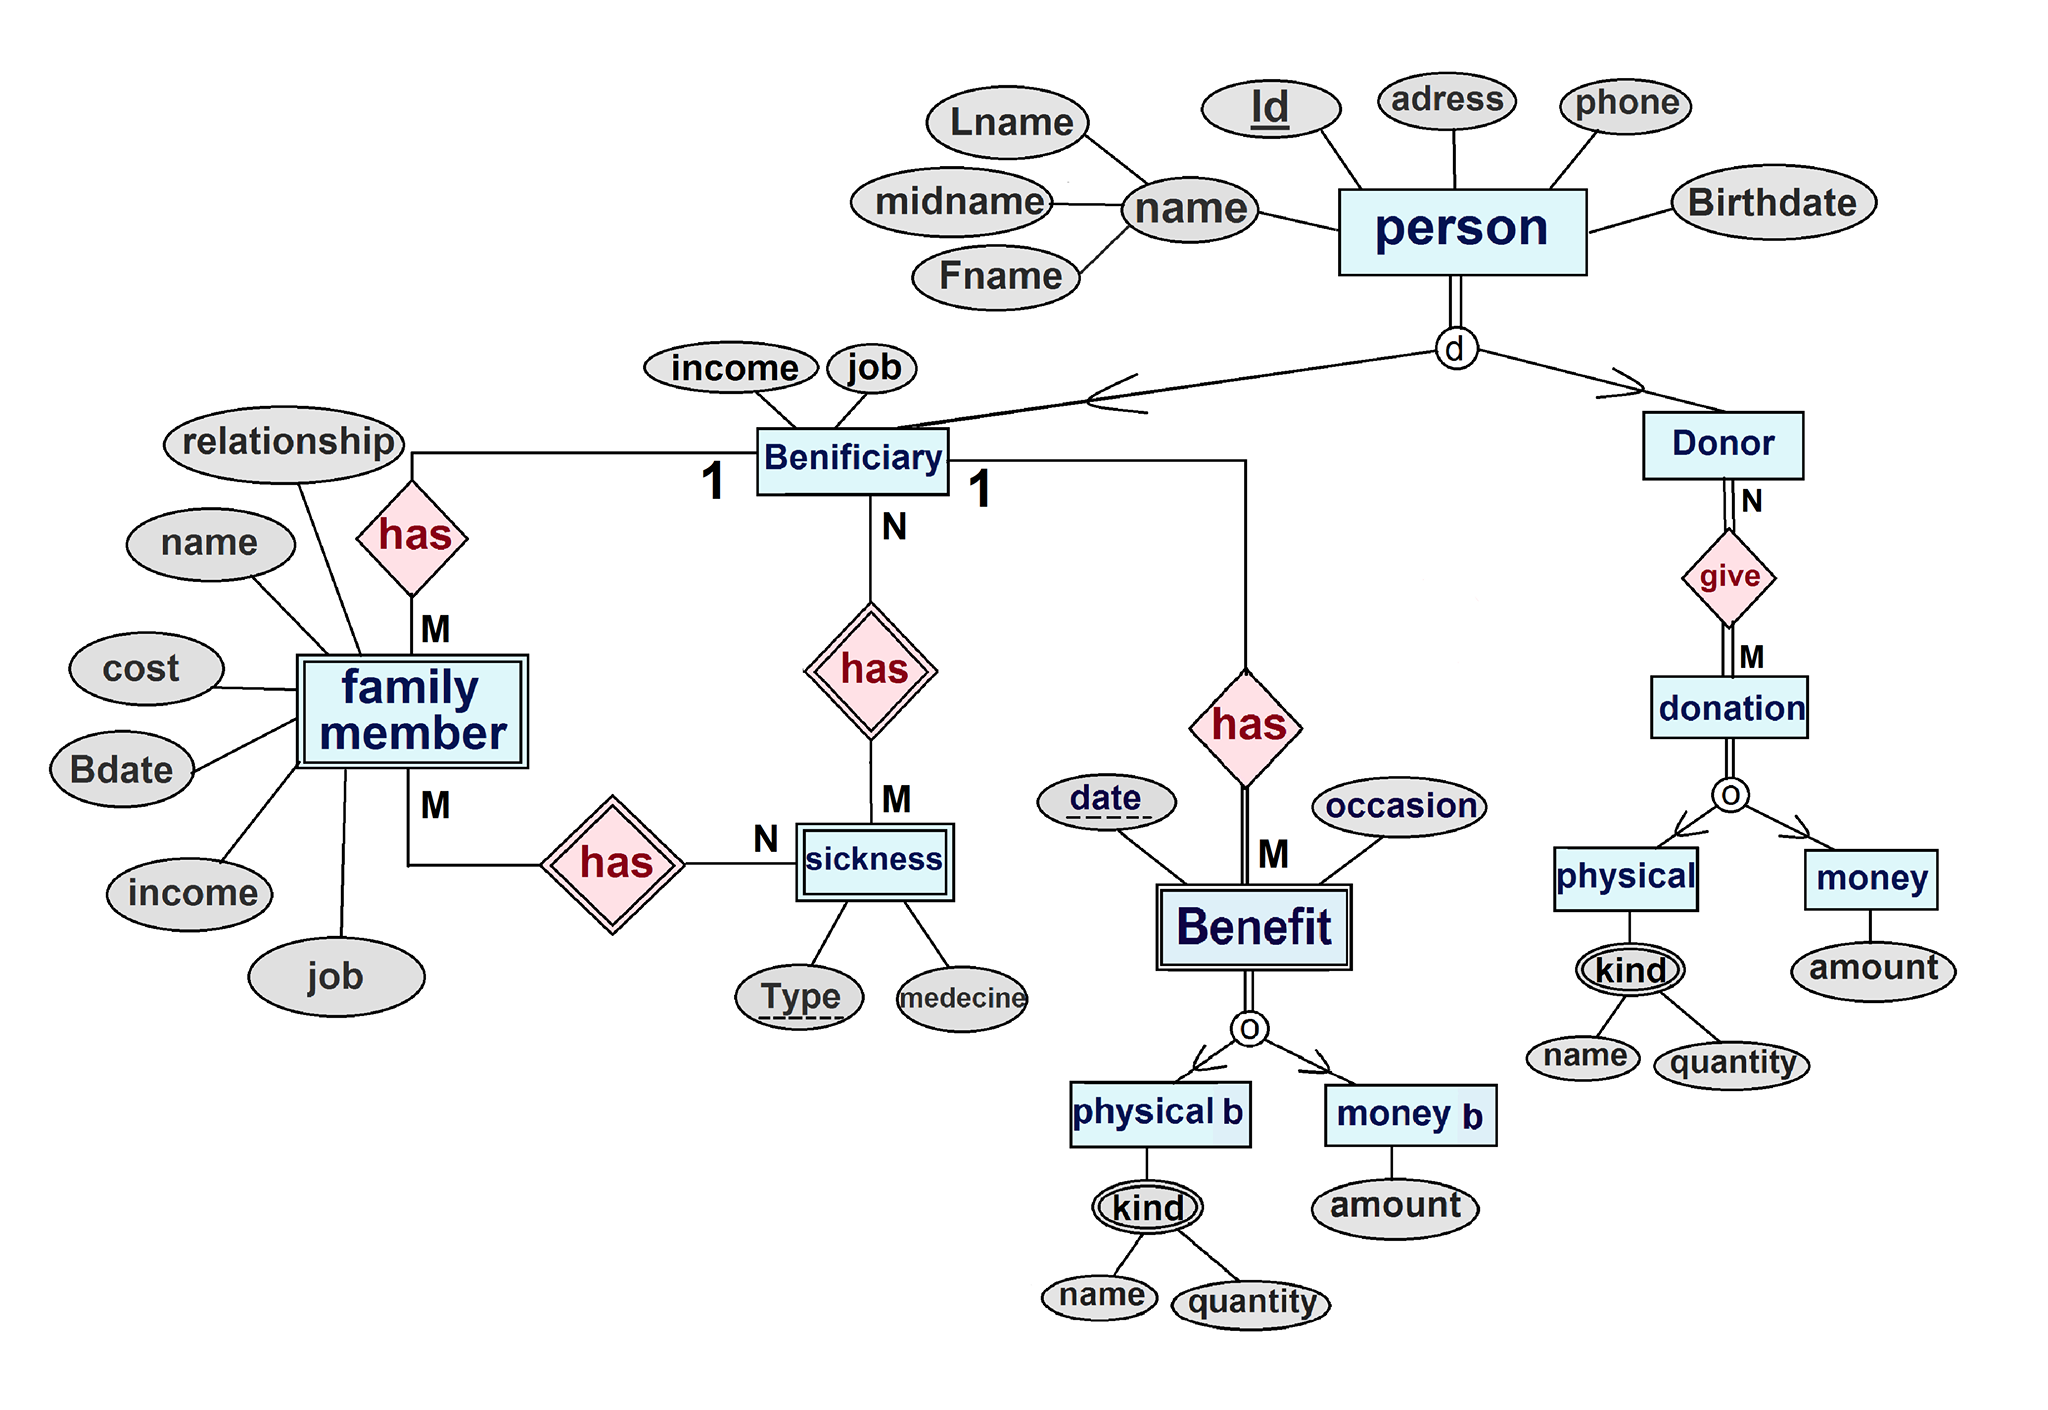 Id
adress
phone
Lname
midname
name
Birthdate
person
Fname
d
income
job
relationship
Benificiary
Donor
1
1
N
N
has
name
give
M
M
cost
family
member
has
donation
has
Bdate
date
occasion
O
M
M
N
M
has
sickness
physical
money
income
Benefit
kind
amount
job
Type
medecine
O
name
quantity
physical b
money b
kind
amount
name
quantity